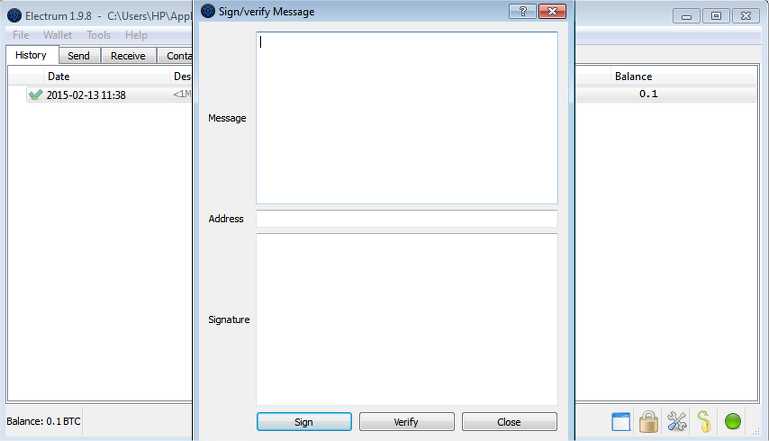 Electrum 1.9.8 - C:\Users\HP\Appl
Sign/verify Message
File Wallet Tools Help
History Send Receive Conta
Date Des Balance
2015-02-13 11:38 <1M 0.1
Message
Address
Signature
Sign Verify Close
Balance: 0.1 BTC